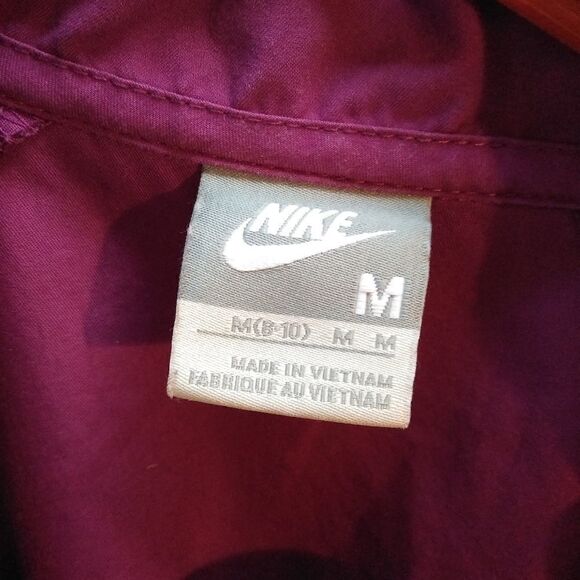 NIKE
M
M(8-10) M M
MADE IN VIETNAM
FABRIQUE AU VIETNAM